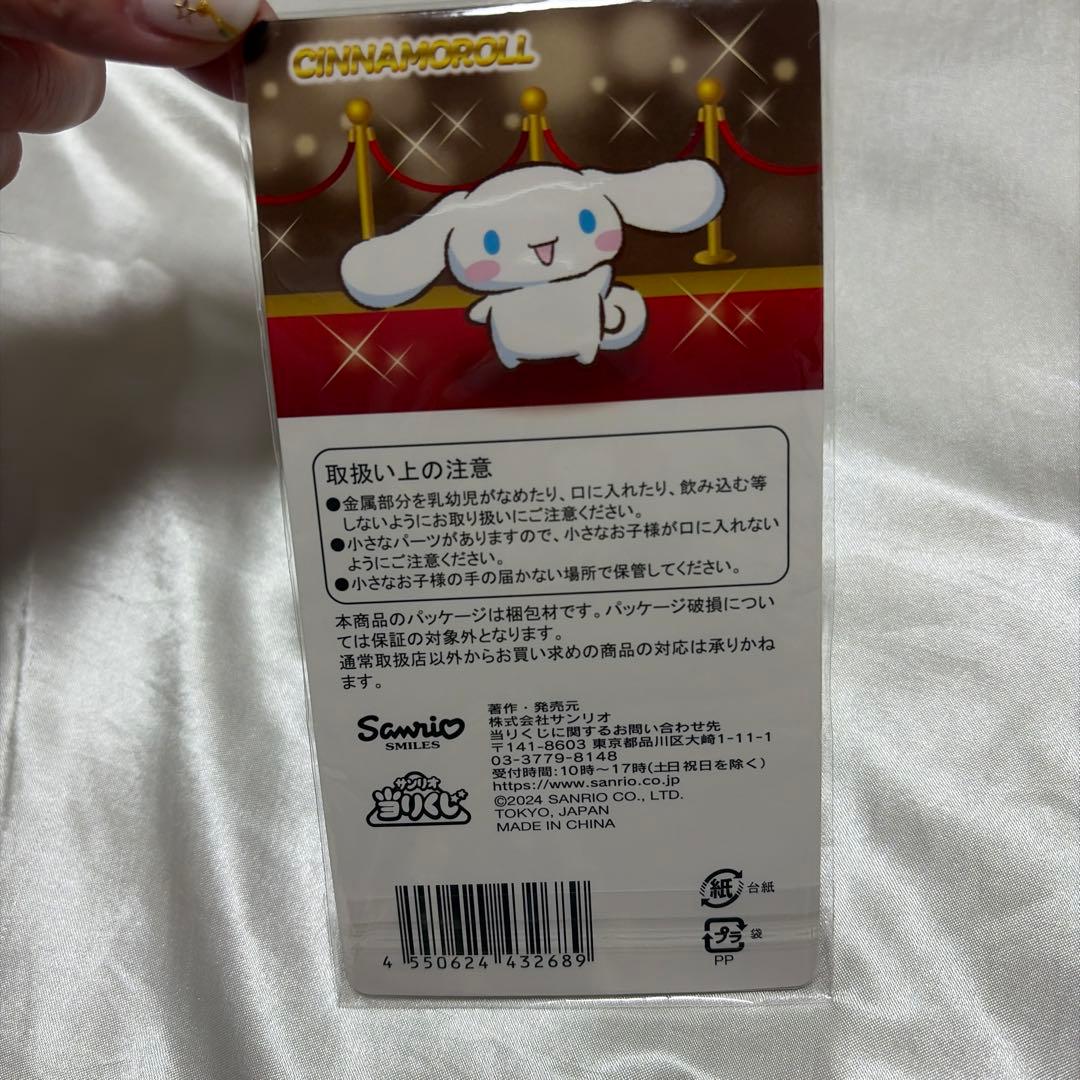 CINNAMOROLL
取扱い上の注意
●金属部分を乳幼児がなめたり、口に入れたり、飲み込む等
しないようにお取り扱いにご注意ください。
●小さなパーツがありますので、小さなお子様が口に入れない
ようにご注意ください。
●小さなお子様の手の届かない場所で保管してください。
本商品のパッケージは梱包材です。パッケージ破損につい
ては保証の対象外となります。
通常取扱店以外からお買い求めの商品の対応は承りかね
ます。
Sanrio
SMILES
サンリオ
当りくじ
著作・発売元
株式会社サンリオ
当りくじに関するお問い合わせ先
〒141-8603 東京都品川区大崎1-11-1
03-3779-8148
受付時間:10時～17時(土日祝日を除く)
https://www.sanrio.co.jp
©2024 SANRIO CO., LTD.
TOKYO, JAPAN
MADE IN CHINA
紙 台紙
プラ 袋
PP
4 550624 432689